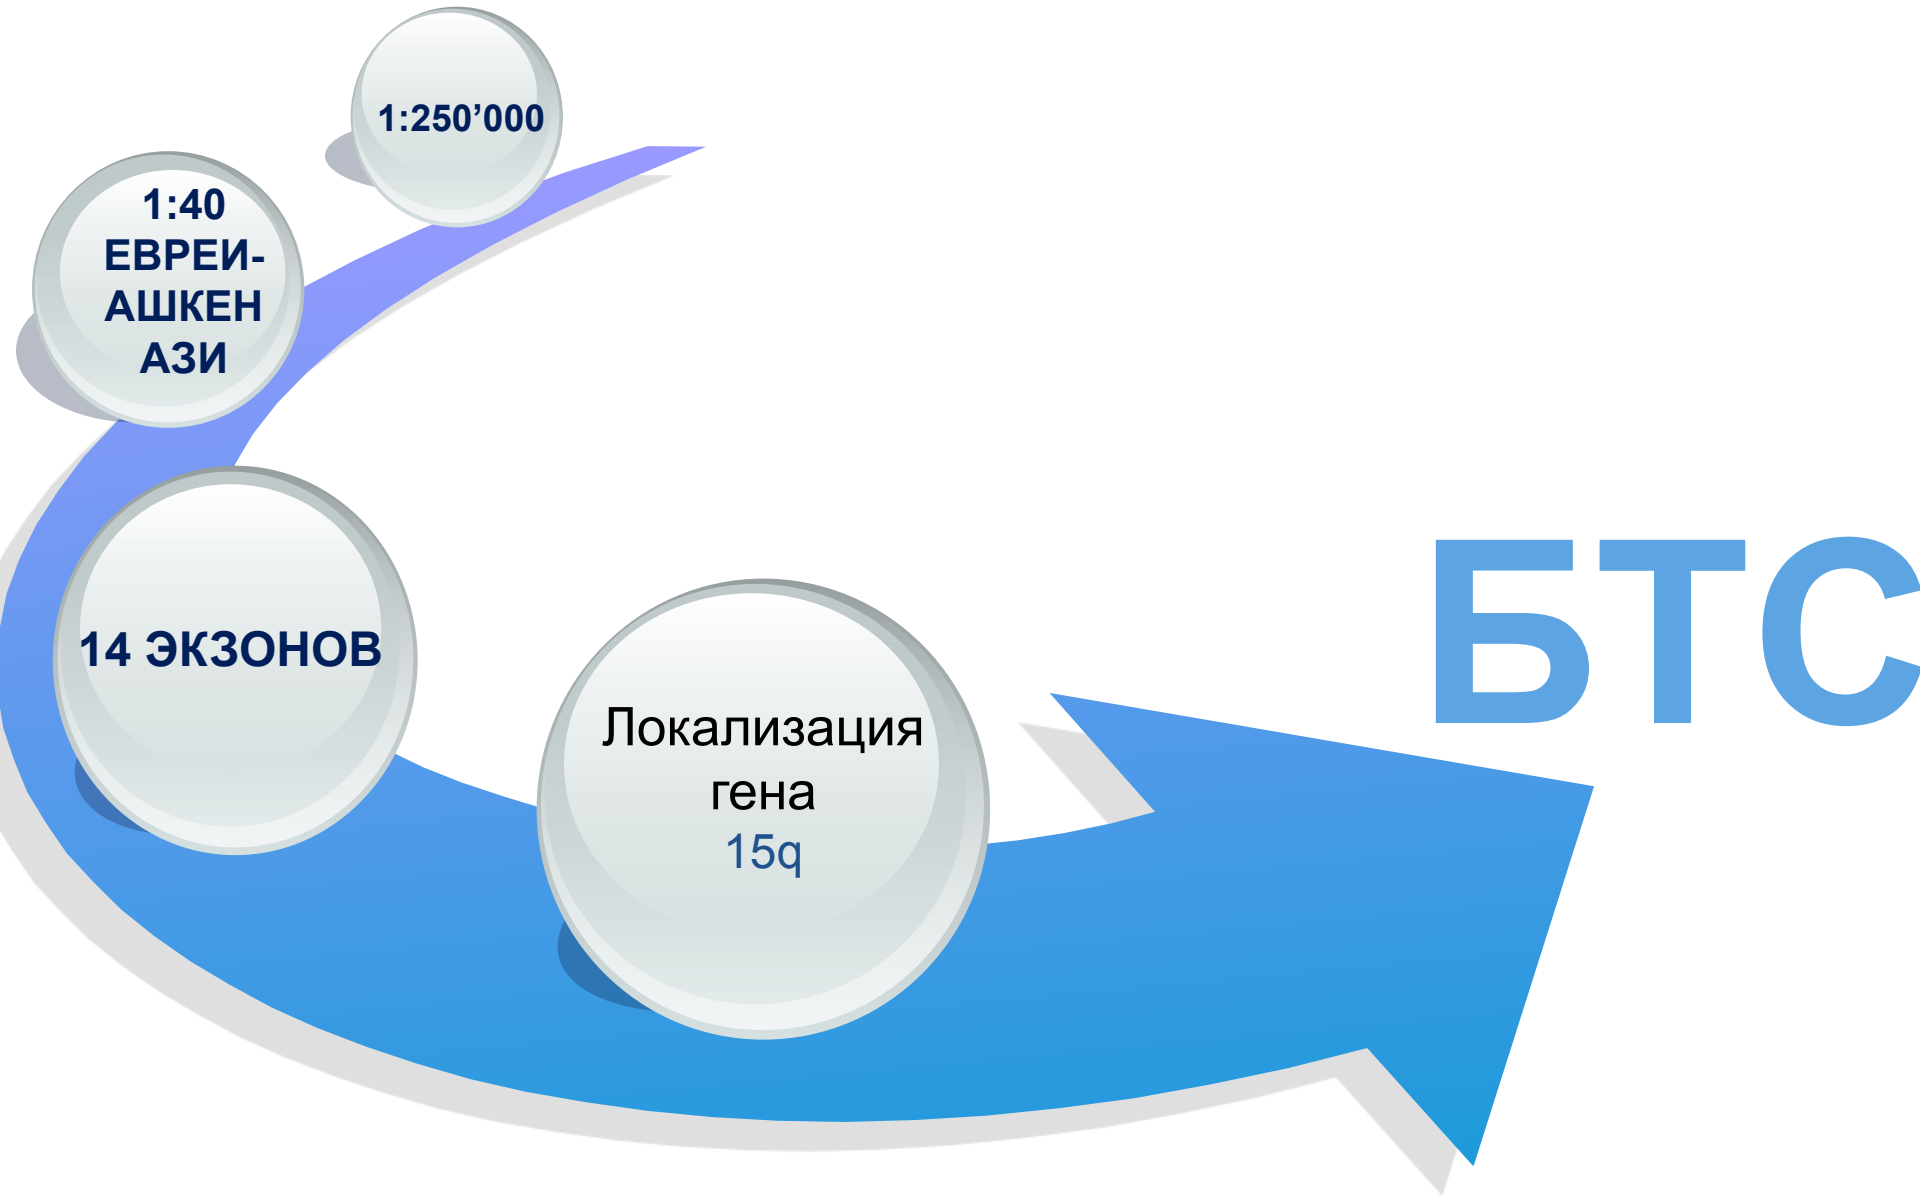 1:250’000
1:40
ЕВРЕИ-
АШКЕН
АЗИ
14 ЭКЗОНОВ
Локализация
гена
15q
БТС